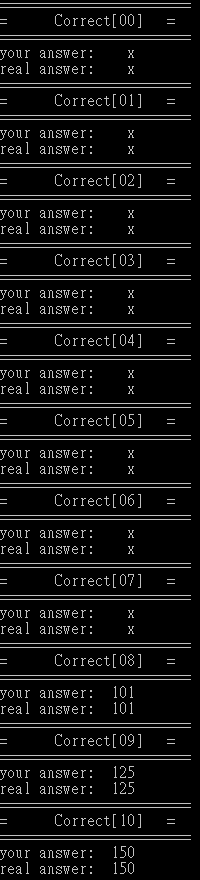 =      Correct[00]   =
your answer:    x
real answer:    x
=      Correct[01]   =
your answer:    x
real answer:    x
=      Correct[02]   =
your answer:    x
real answer:    x
=      Correct[03]   =
your answer:    x
real answer:    x
=      Correct[04]   =
your answer:    x
real answer:    x
=      Correct[05]   =
your answer:    x
real answer:    x
=      Correct[06]   =
your answer:    x
real answer:    x
=      Correct[07]   =
your answer:    x
real answer:    x
=      Correct[08]   =
your answer:  101
real answer:  101
=      Correct[09]   =
your answer:  125
real answer:  125
=      Correct[10]   =
your answer:  150
real answer:  150